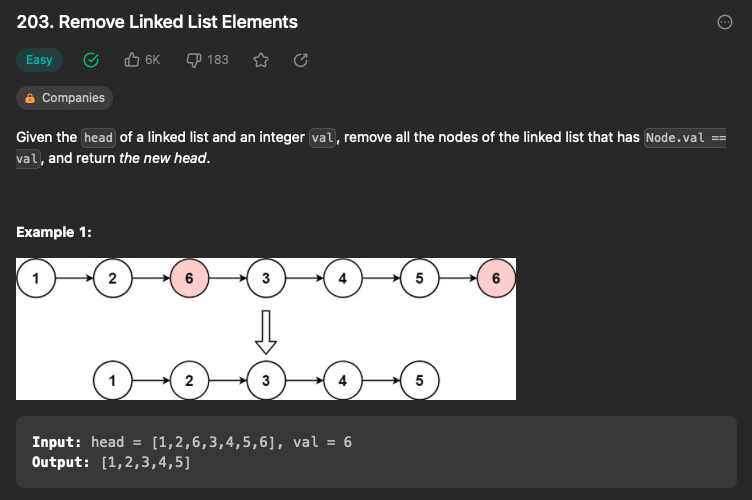 203. Remove Linked List Elements
Easy 6K 183
Companies
Given the head of a linked list and an integer val, remove all the nodes of the linked list that has Node.val ==
val, and return the new head.
Example 1:
1 2 6 3 4 5 6
1 2 3 4 5
Input: head = [1,2,6,3,4,5,6], val = 6
Output: [1,2,3,4,5]